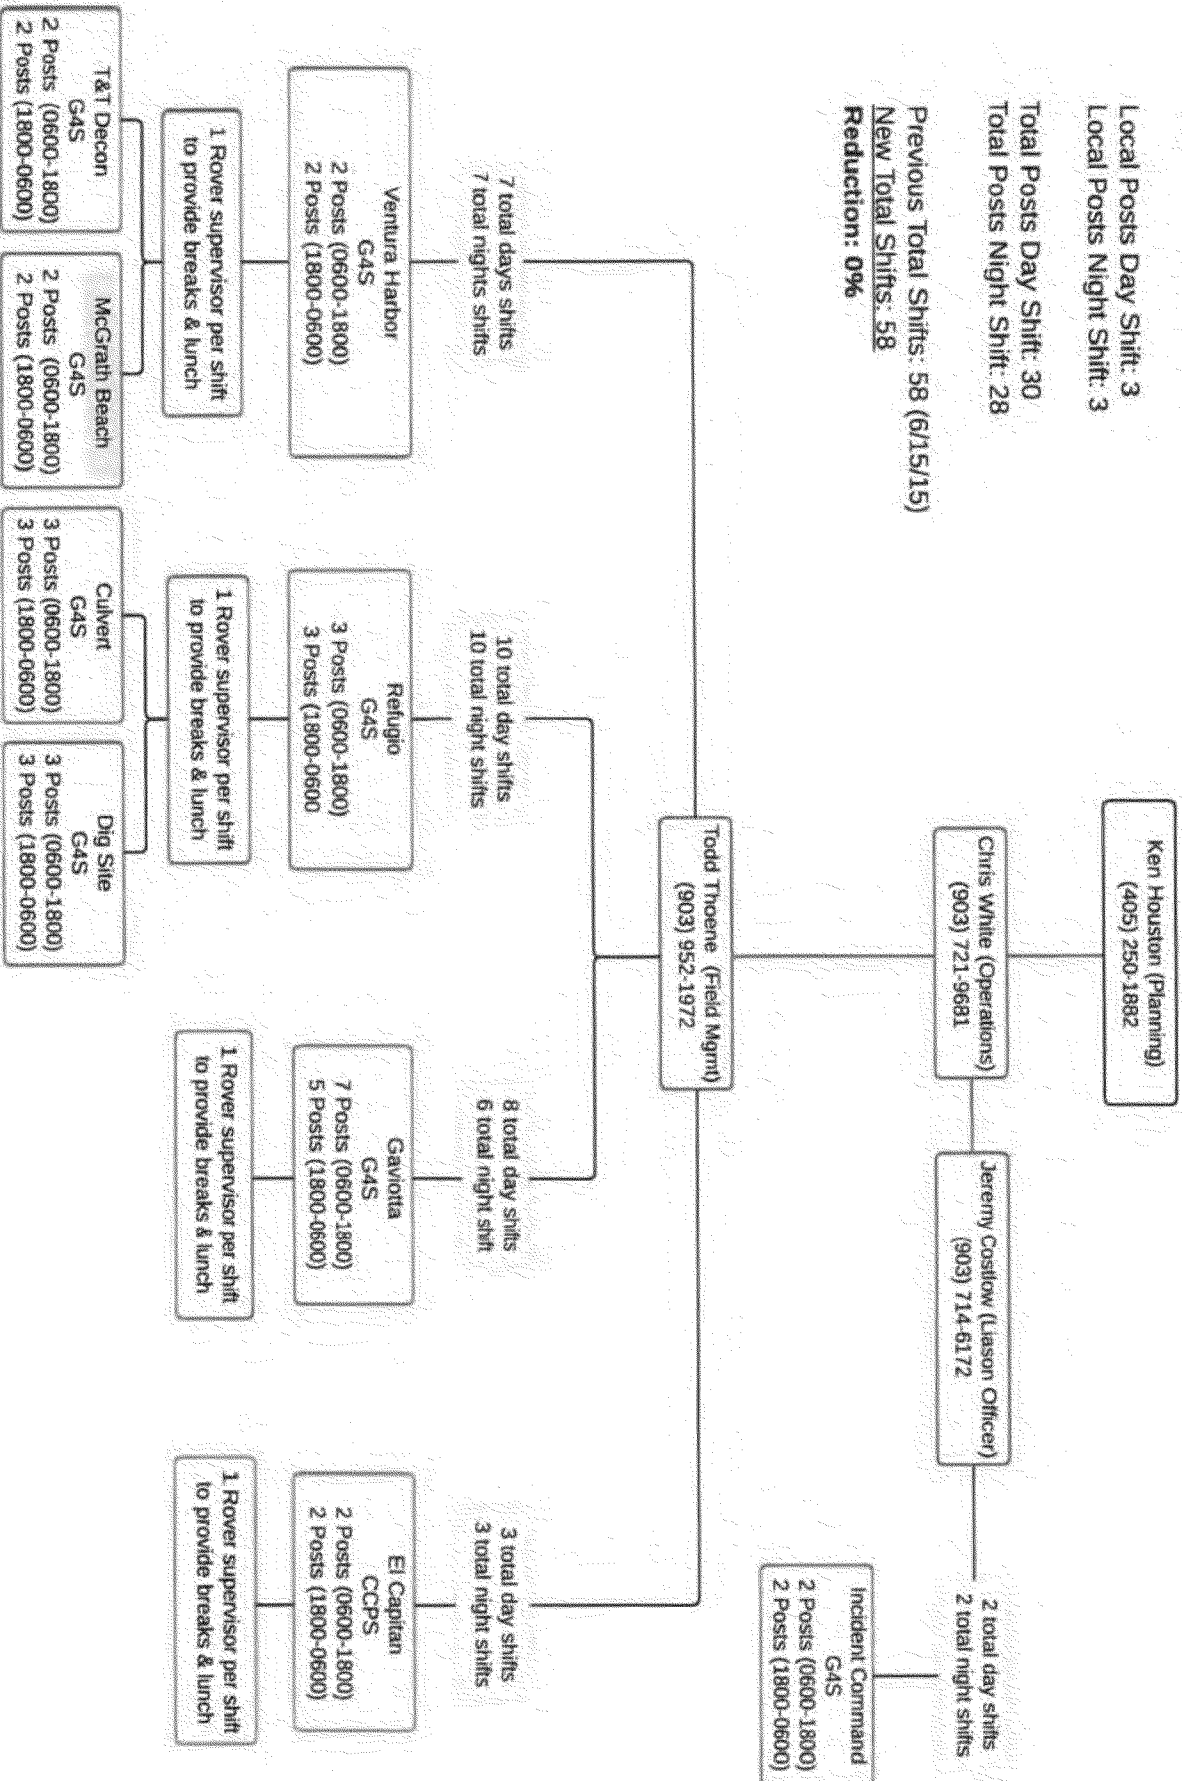 Local Posts Day Shift: 3
Local Posts Night Shift: 3
Total Posts Day Shift: 30
Total Posts Night Shift: 28
Previous Total Shifts: 58 (6/15/15)
New Total Shifts: 58
Reduction: 0%
Ken Houston (Planning)
(405) 250-1882
Chris White (Operations)
(903) 721-9681
Jeremy Costlow (Liason Officer)
(903) 714-6172
2 total day shifts
2 total night shifts
Incident Command
G4S
2 Posts (0600-1800)
2 Posts (1800-0600)
Todd Thoene (Field Mgmt)
(903) 952-1972
7 total days shifts
7 total nights shifts
Ventura Harbor
G4S
2 Posts (0600-1800)
2 Posts (1800-0600)
1 Rover supervisor per shift
to provide breaks & lunch
T&T Decon
G4S
2 Posts (0600-1800)
2 Posts (1800-0600)
McGrath Beach
G4S
2 Posts (0600-1800)
2 Posts (1800-0600)
10 total day shifts
10 total night shifts
Refugio
G4S
3 Posts (0600-1800)
3 Posts (1800-0600
1 Rover supervisor per shift
to provide breaks & lunch
Culvert
G4S
3 Posts (0600-1800)
3 Posts (1800-0600)
Dig Site
G4S
3 Posts (0600-1800)
3 Posts (1800-0600)
8 total day shifts
6 total night shift
Gaviotta
G4S
7 Posts (0600-1800)
5 Posts (1800-0600)
1 Rover supervisor per shift
to provide breaks & lunch
3 total day shifts
3 total night shifts
El Capitan
CCPS
2 Posts (0600-1800)
2 Posts (1800-0600)
1 Rover supervisor per shift
to provide breaks & lunch